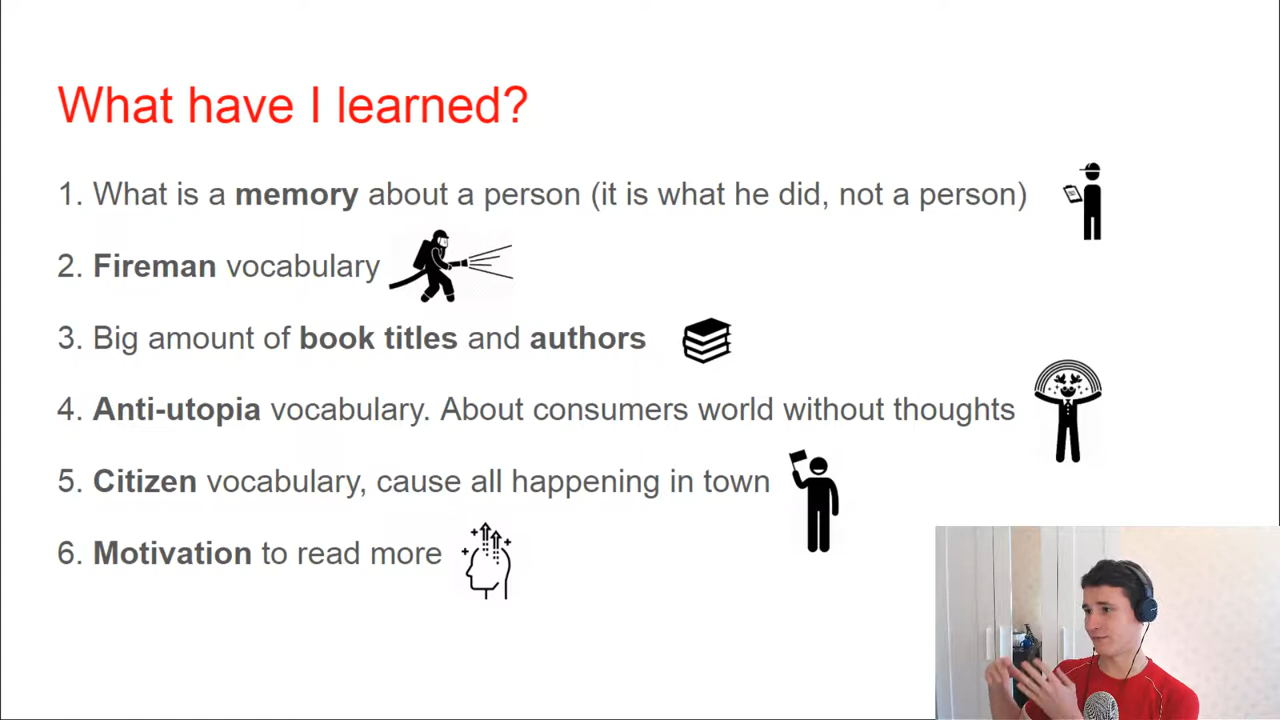 What have I learned?
1. What is a memory about a person (it is what he did, not a person)
2. Fireman vocabulary
3. Big amount of book titles and authors
4. Anti-utopia vocabulary. About consumers world without thoughts
5. Citizen vocabulary, cause all happening in town
6. Motivation to read more